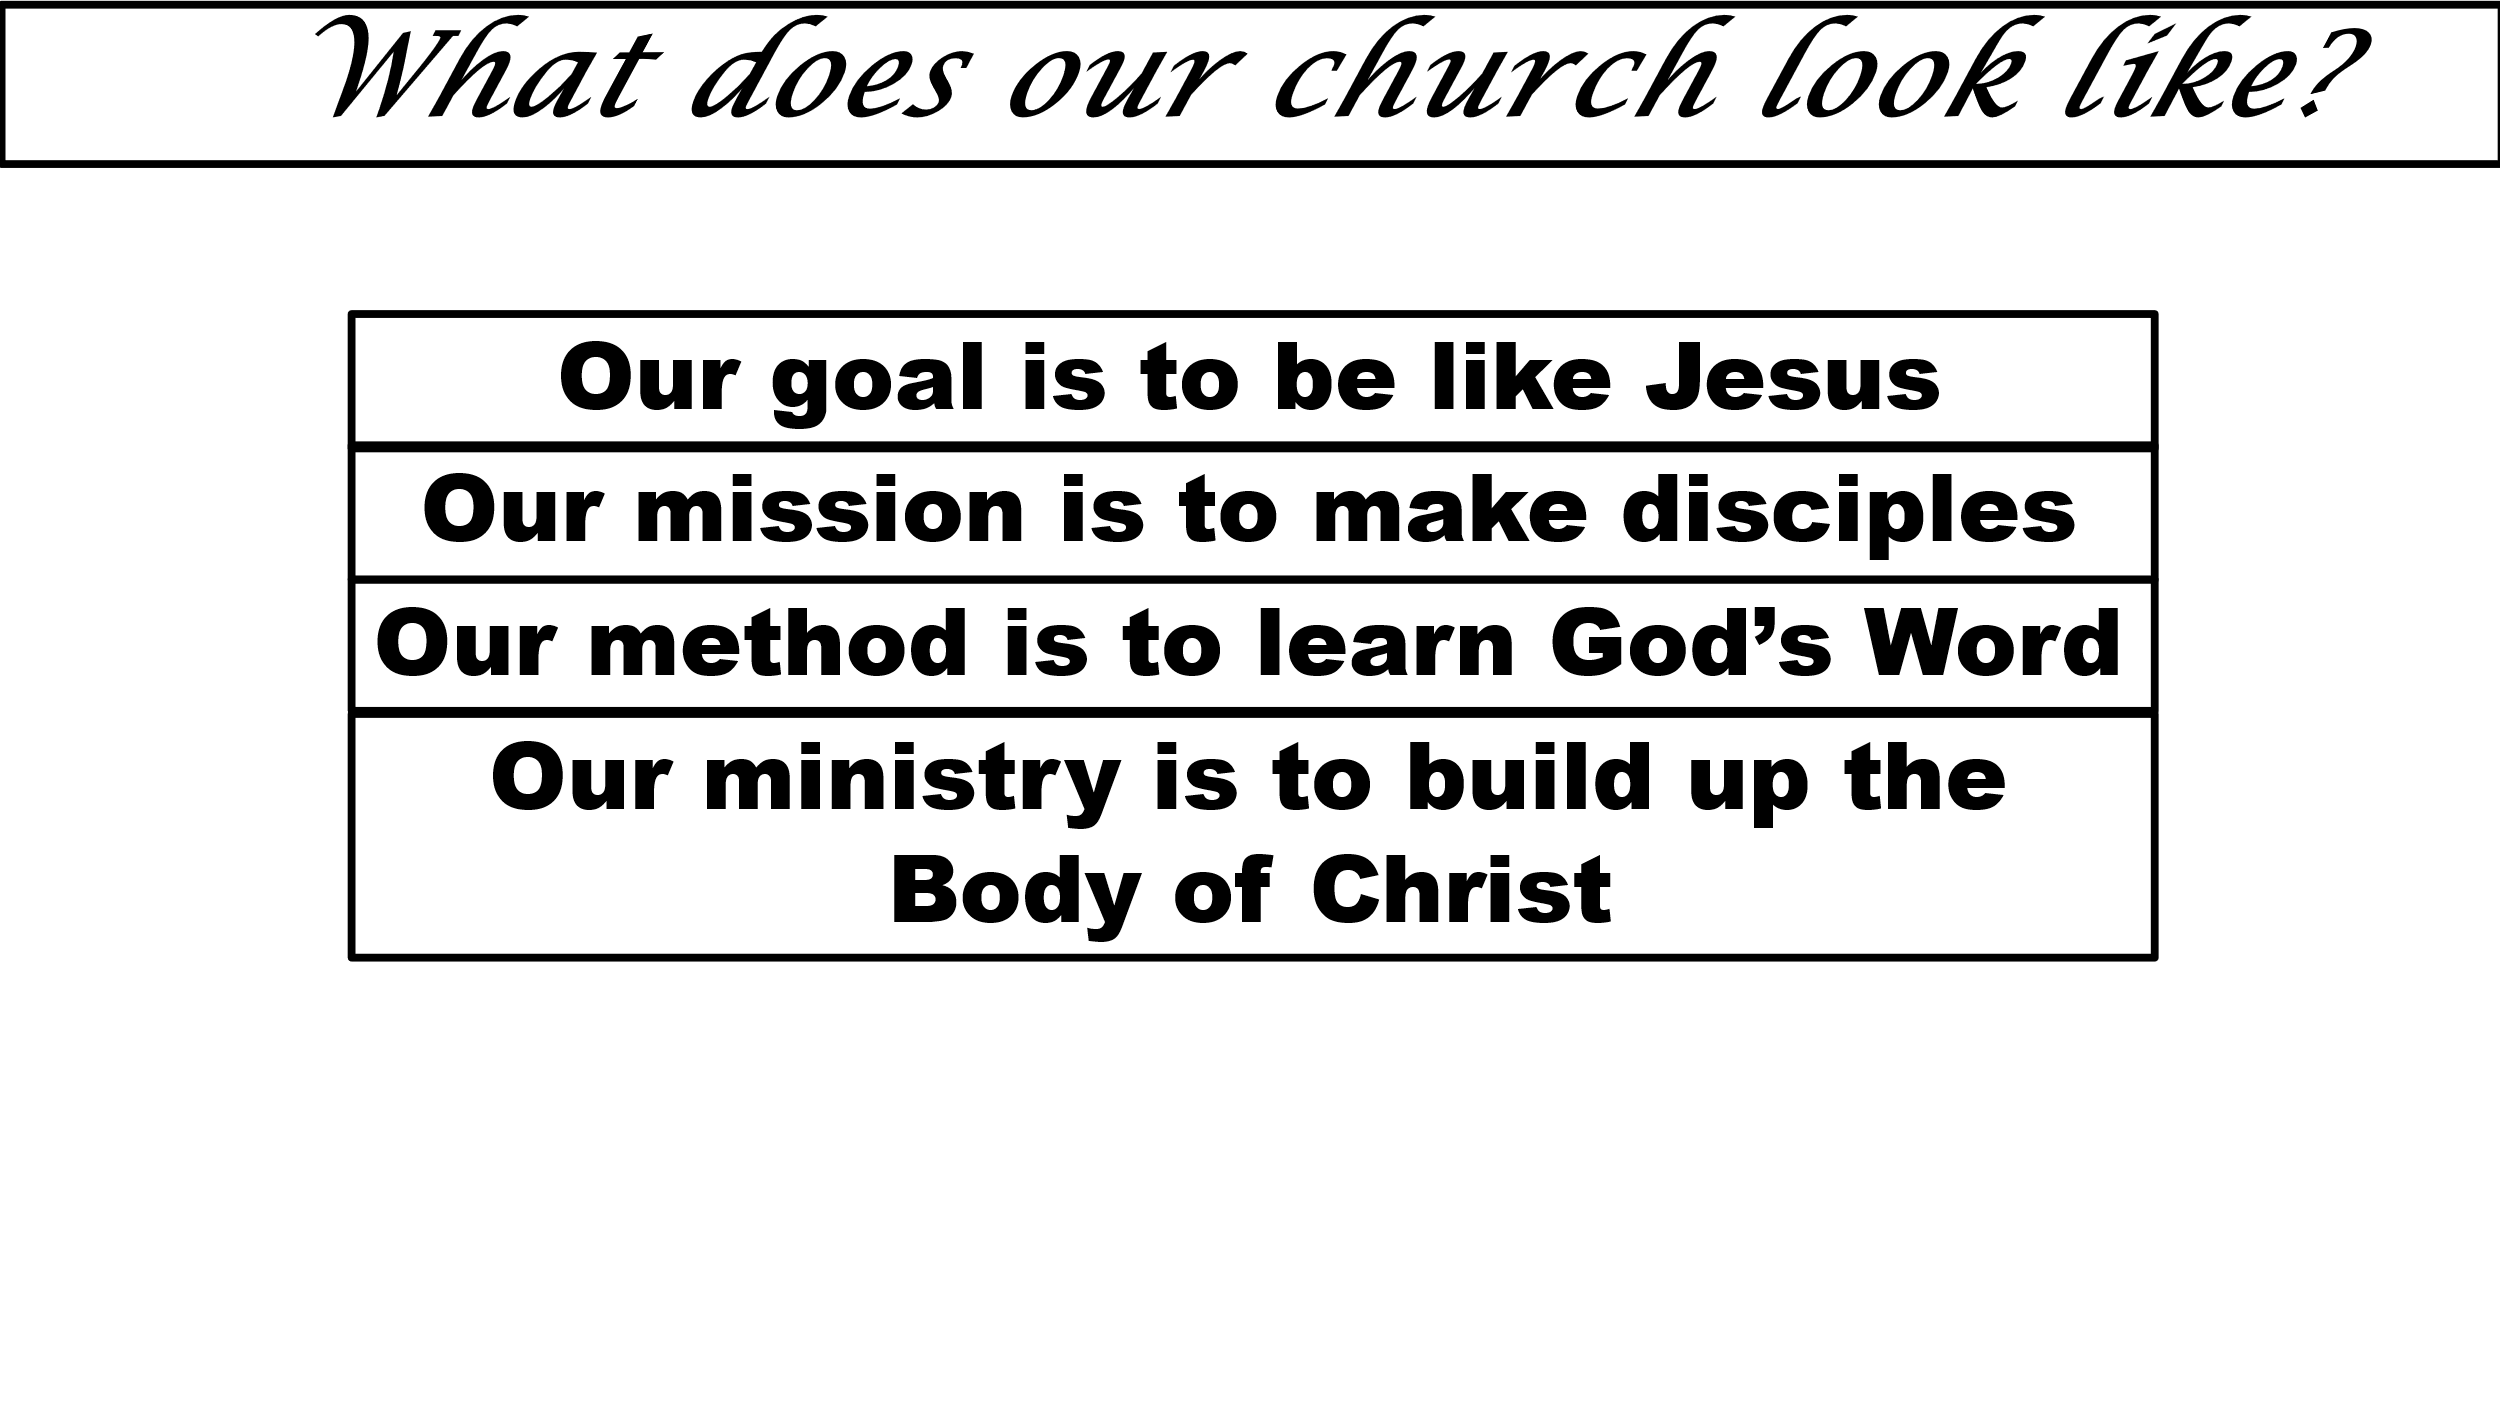 What does our church look like?
Our goal is to be like Jesus
Our mission is to make disciples
Our method is to learn God’s Word
Our ministry is to build up the
Body of Christ